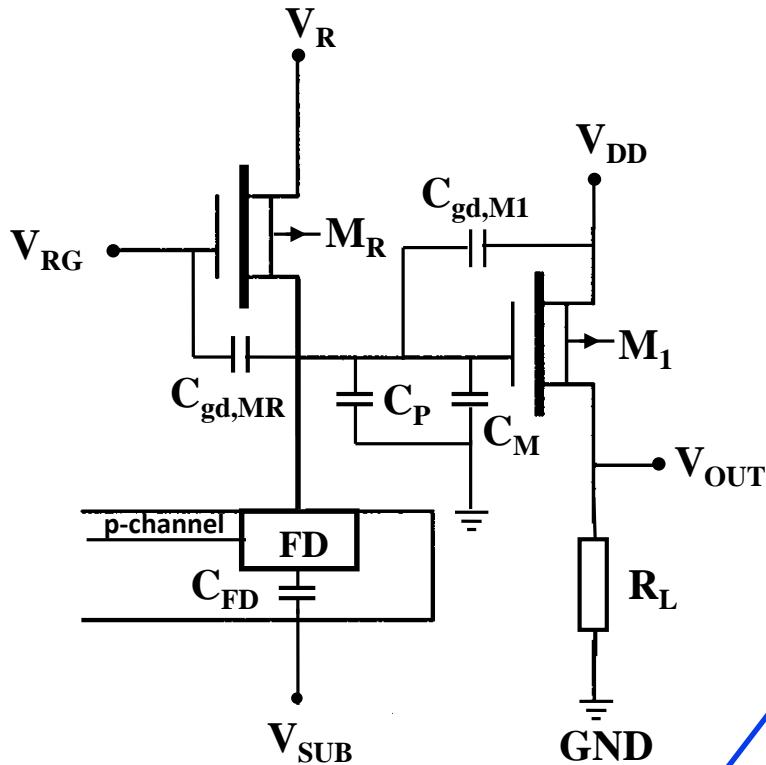 V_R
V_DD
C_gd,M1
V_RG
M_R
M_1
C_gd,MR
C_P
C_M
V_OUT
p-channel
FD
C_FD
R_L
V_SUB
GND